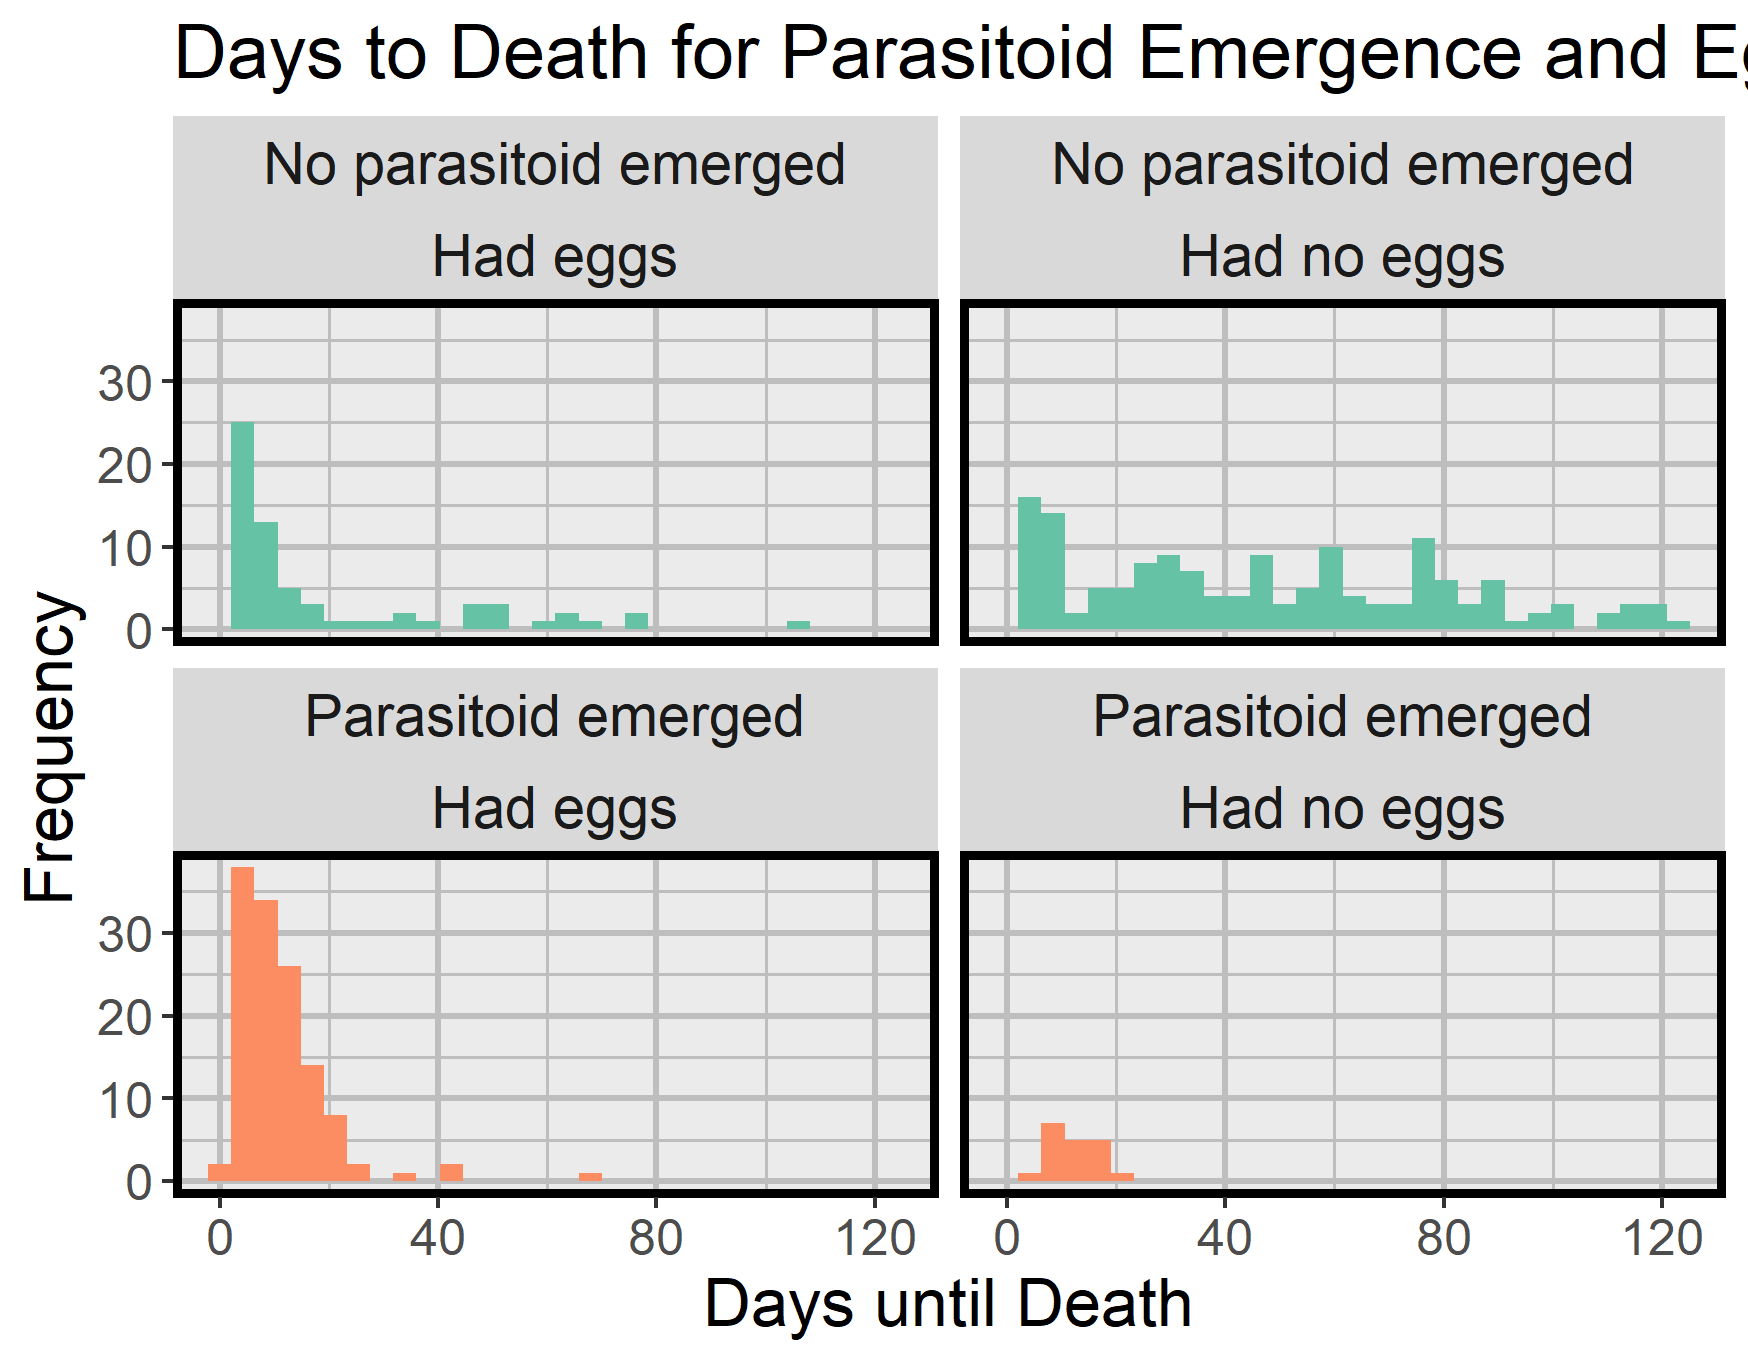 Days to Death for Parasitoid Emergence and Eg
No parasitoid emerged
Had eggs
No parasitoid emerged
Had no eggs
30
20
10
0
Parasitoid emerged
Had eggs
Parasitoid emerged
Had no eggs
30
20
10
0
Frequency
0 40 80 120
0 40 80 120
Days until Death